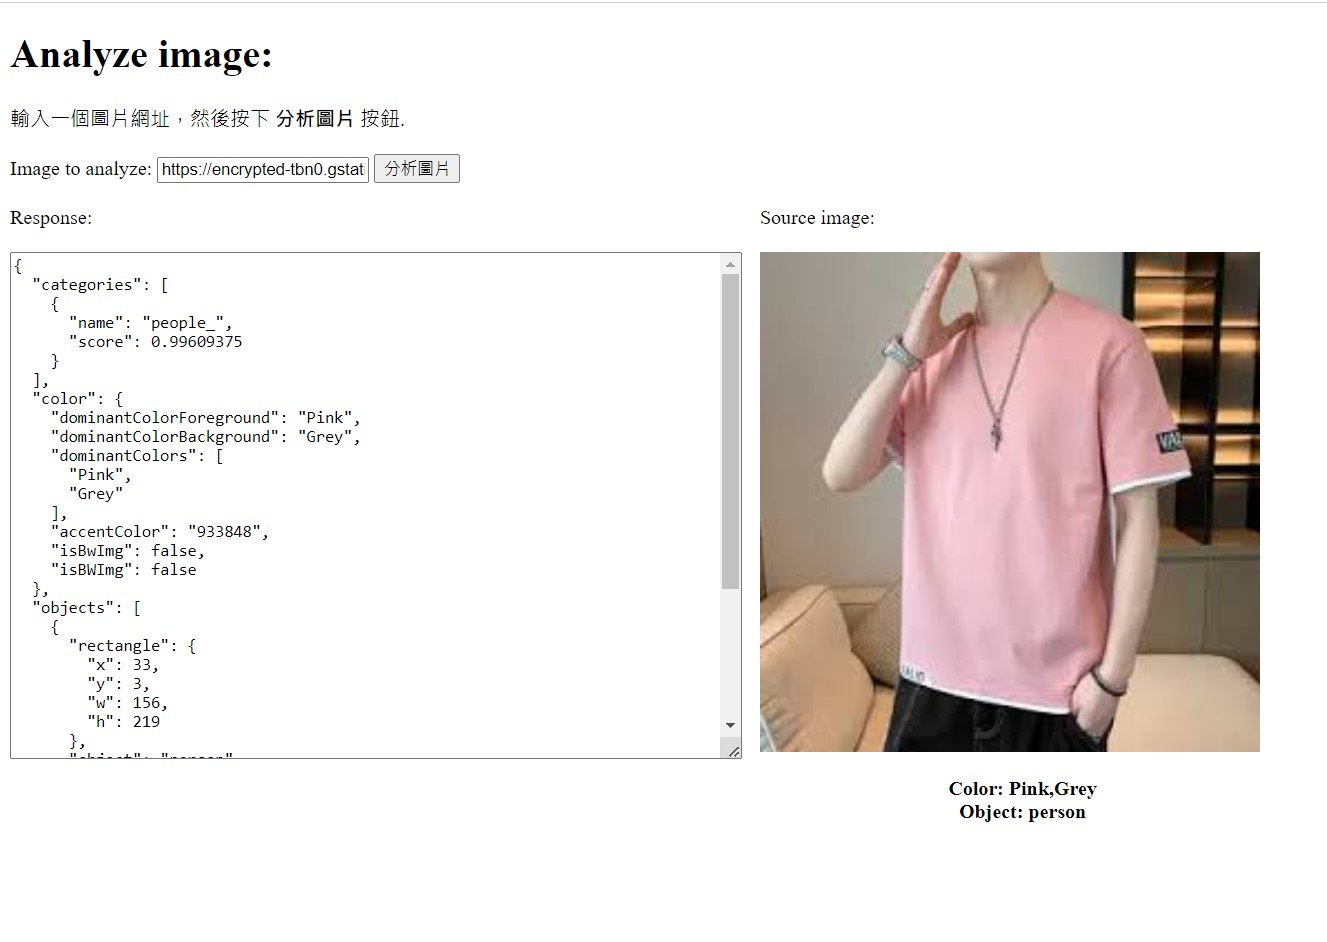 Analyze image:
輸入一個圖片網址，然後按下 分析圖片 按鈕.
Image to analyze: https://encrypted-tbn0.gstat 分析圖片
Response:
Source image:
{
  "categories": [
    {
      "name": "people_",
      "score": 0.99609375
    }
  ],
  "color": {
    "dominantColorForeground": "Pink",
    "dominantColorBackground": "Grey",
    "dominantColors": [
      "Pink",
      "Grey"
    ],
    "accentColor": "933848",
    "isBwImg": false,
    "isBWImg": false
  },
  "objects": [
    {
      "rectangle": {
        "x": 33,
        "y": 3,
        "w": 156,
        "h": 219
      },
      "object": "person"
Color: Pink,Grey
Object: person